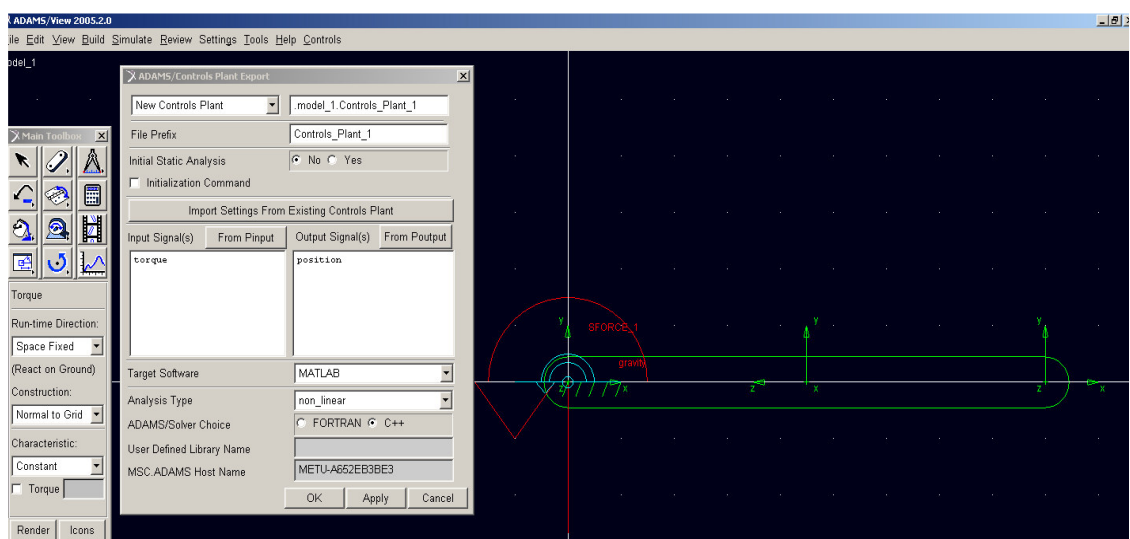 ADAMS/View 2005.2.0
ile Edit View Build Simulate Review Settings Tools Help Controls
odel_1
ADAMS/Controls Plant Export
New Controls Plant .model_1.Controls_Plant_1
File Prefix Controls_Plant_1
Initial Static Analysis No Yes
Initialization Command
Import Settings From Existing Controls Plant
Input Signal(s) From Pinput Output Signal(s) From Poutput
torque position
Target Software MATLAB
Analysis Type non_linear
ADAMS/Solver Choice FORTRAN C++
User Defined Library Name
MSC.ADAMS Host Name METU-A652EB3BE3
OK Apply Cancel
Main Toolbox
Torque
Run-time Direction:
Space Fixed
(React on Ground)
Construction:
Normal to Grid
Characteristic:
Constant
Torque
Render Icons
y SFORCE_1 y y
gravity
z x z x z x